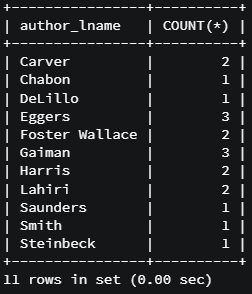 +----------------+----------+
| author_lname   | COUNT(*) |
+----------------+----------+
| Carver         |        2 |
| Chabon         |        1 |
| DeLillo        |        1 |
| Eggers         |        3 |
| Foster Wallace |        2 |
| Gaiman         |        3 |
| Harris         |        2 |
| Lahiri         |        2 |
| Saunders       |        1 |
| Smith          |        1 |
| Steinbeck      |        1 |
+----------------+----------+
11 rows in set (0.00 sec)